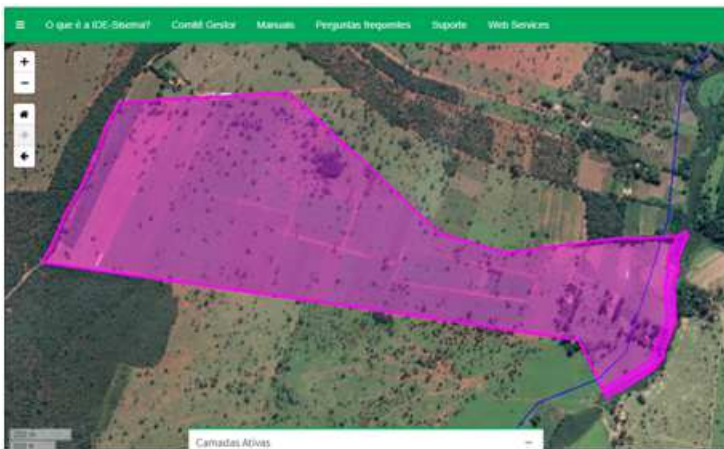 ≡ O que é a IDE-Sisema? Comitê Gestor Manuais Perguntas frequentes Suporte Web Services
+
−
Camadas Ativas −